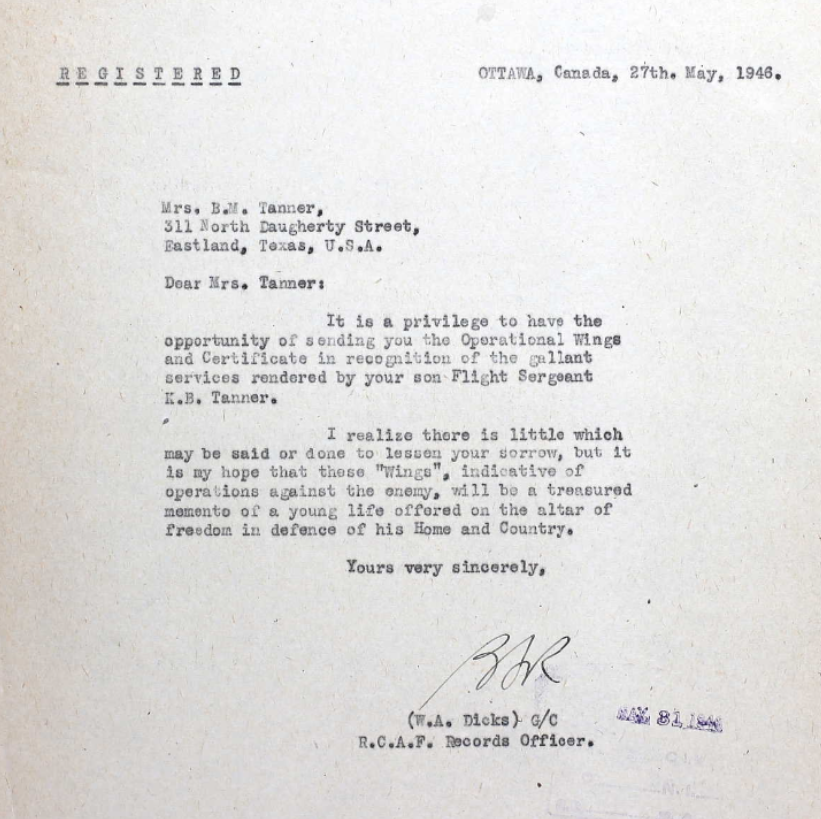 REGISTERED
OTTAWA, Canada, 27th. May, 1946.
Mrs. B.M. Tanner,
311 North Daugherty Street,
Eastland, Texas, U.S.A.
Dear Mrs. Tanner:
It is a privilege to have the
opportunity of sending you the Operational Wings
and Certificate in recognition of the gallant
services rendered by your son Flight Sergeant
K.B. Tanner.
I realize there is little which
may be said or done to lessen your sorrow, but it
is my hope that these "Wings", indicative of
operations against the enemy, will be a treasured
memento of a young life offered on the altar of
freedom in defence of his Home and Country.
Yours very sincerely,
(W.A. Dicks) G/C
MAY 31 1946
R.C.A.F. Records Officer.